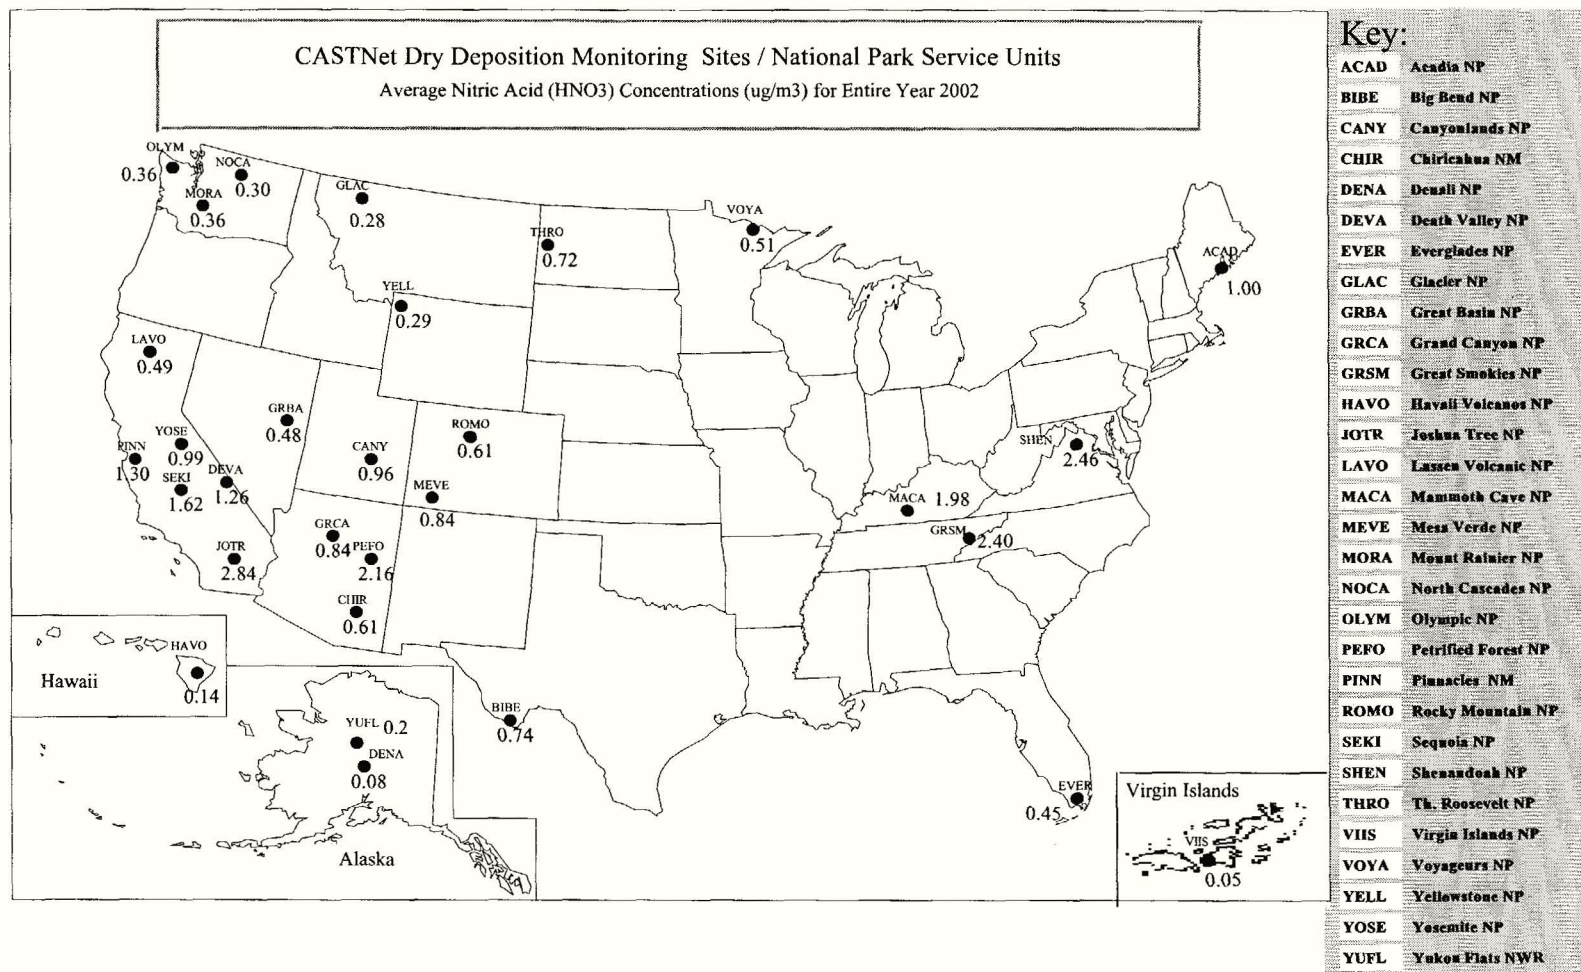 CASTNet Dry Deposition Monitoring Sites / National Park Service Units
Average Nitric Acid (HNO3) Concentrations (ug/m3) for Entire Year 2002
OLYM
0.36
NOCA
0.30
MORA
0.36
GLAC
0.28
THRO
0.72
VOYA
0.51
ACAD
1.00
YELL
0.29
LAVO
0.49
GRBA
0.48
ROMO
0.61
YOSE
0.99
PINN
1.30
CANY
0.96
SHEN
2.46
SEKI
1.62
DEVA
1.26
MEVE
0.84
MACA 1.98
GRCA
0.84
PEFO
2.16
GRSM
2.40
JOTR
2.84
CHIR
0.61
HAVO
0.14
Hawaii
BIBE
0.74
YUFL 0.2
DENA
0.08
Alaska
EVER
0.45
Virgin Islands
VIIS
0.05
Key:
ACAD Acadia NP
BIBE Big Bend NP
CANY Canyonlands NP
CHIR Chiricahua NM
DENA Denali NP
DEVA Death Valley NP
EVER Everglades NP
GLAC Glacier NP
GRBA Great Basin NP
GRCA Grand Canyon NP
GRSM Great Smokies NP
HAVO Havaii Volcanos NP
JOTR Joshua Tree NP
LAVO Lassen Volcanic NP
MACA Mammoth Cave NP
MEVE Mesa Verde NP
MORA Mount Rainier NP
NOCA North Cascades NP
OLYM Olympic NP
PEFO Petrified Forest NP
PINN Pinnacles NM
ROMO Rocky Mountain NP
SEKI Sequoia NP
SHEN Shenandoah NP
THRO Th. Roosevelt NP
VIIS Virgin Islands NP
VOYA Voyageurs NP
YELL Yellowstone NP
YOSE Yosemite NP
YUFL Yukon Flats NWR